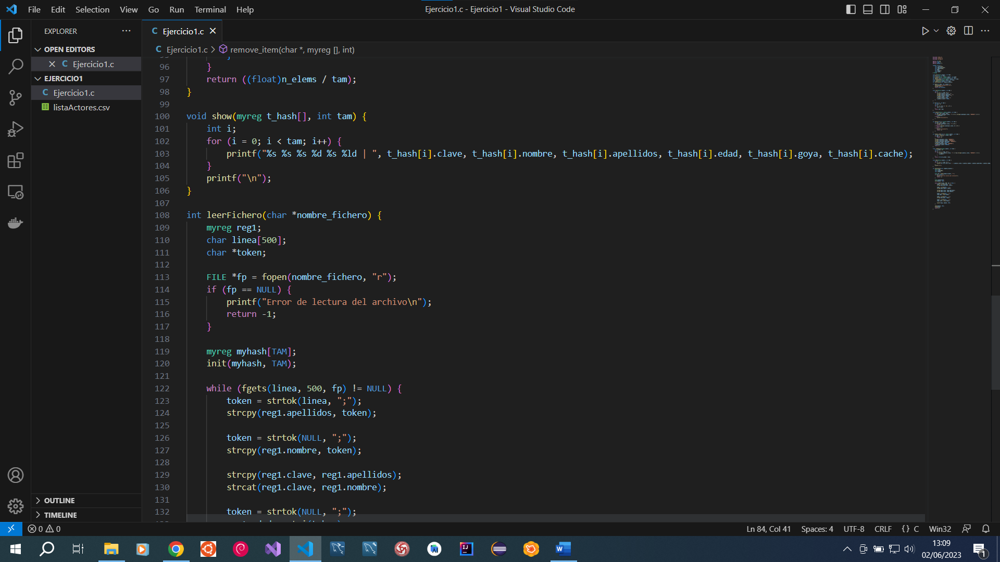 File Edit Selection View Go Run Terminal Help
Ejercicio1.c - Ejercicio1 - Visual Studio Code
EXPLORER
OPEN EDITORS
C Ejercicio1.c
EJERCICIO1
C Ejercicio1.c
listaActores.csv
OUTLINE
TIMELINE
C Ejercicio1.c
C Ejercicio1.c > remove_item(char *, myreg [], int)
96 }
97 return ((float)n_elems / tam);
98 }
99
100 void show(myreg t_hash[], int tam) {
101 int i;
102 for (i = 0; i < tam; i++) {
103 printf("%s %s %s %d %s %ld | ", t_hash[i].clave, t_hash[i].nombre, t_hash[i].apellidos, t_hash[i].edad, t_hash[i].goya, t_hash[i].cache);
104 }
105 printf("\n");
106 }
107
108 int leerFichero(char *nombre_fichero) {
109 myreg reg1;
110 char linea[500];
111 char *token;
112
113 FILE *fp = fopen(nombre_fichero, "r");
114 if (fp == NULL) {
115 printf("Error de lectura del archivo\n");
116 return -1;
117 }
118
119 myreg myhash[TAM];
120 init(myhash, TAM);
121
122 while (fgets(linea, 500, fp) != NULL) {
123 token = strtok(linea, ";");
124 strcpy(reg1.apellidos, token);
125
126 token = strtok(NULL, ";");
127 strcpy(reg1.nombre, token);
128
129 strcpy(reg1.clave, reg1.apellidos);
130 strcat(reg1.clave, reg1.nombre);
131
132 token = strtok(NULL, ";");
0 0
Ln 84, Col 41 Spaces: 4 UTF-8 CRLF {} C Win32
13:09
02/06/2023
1